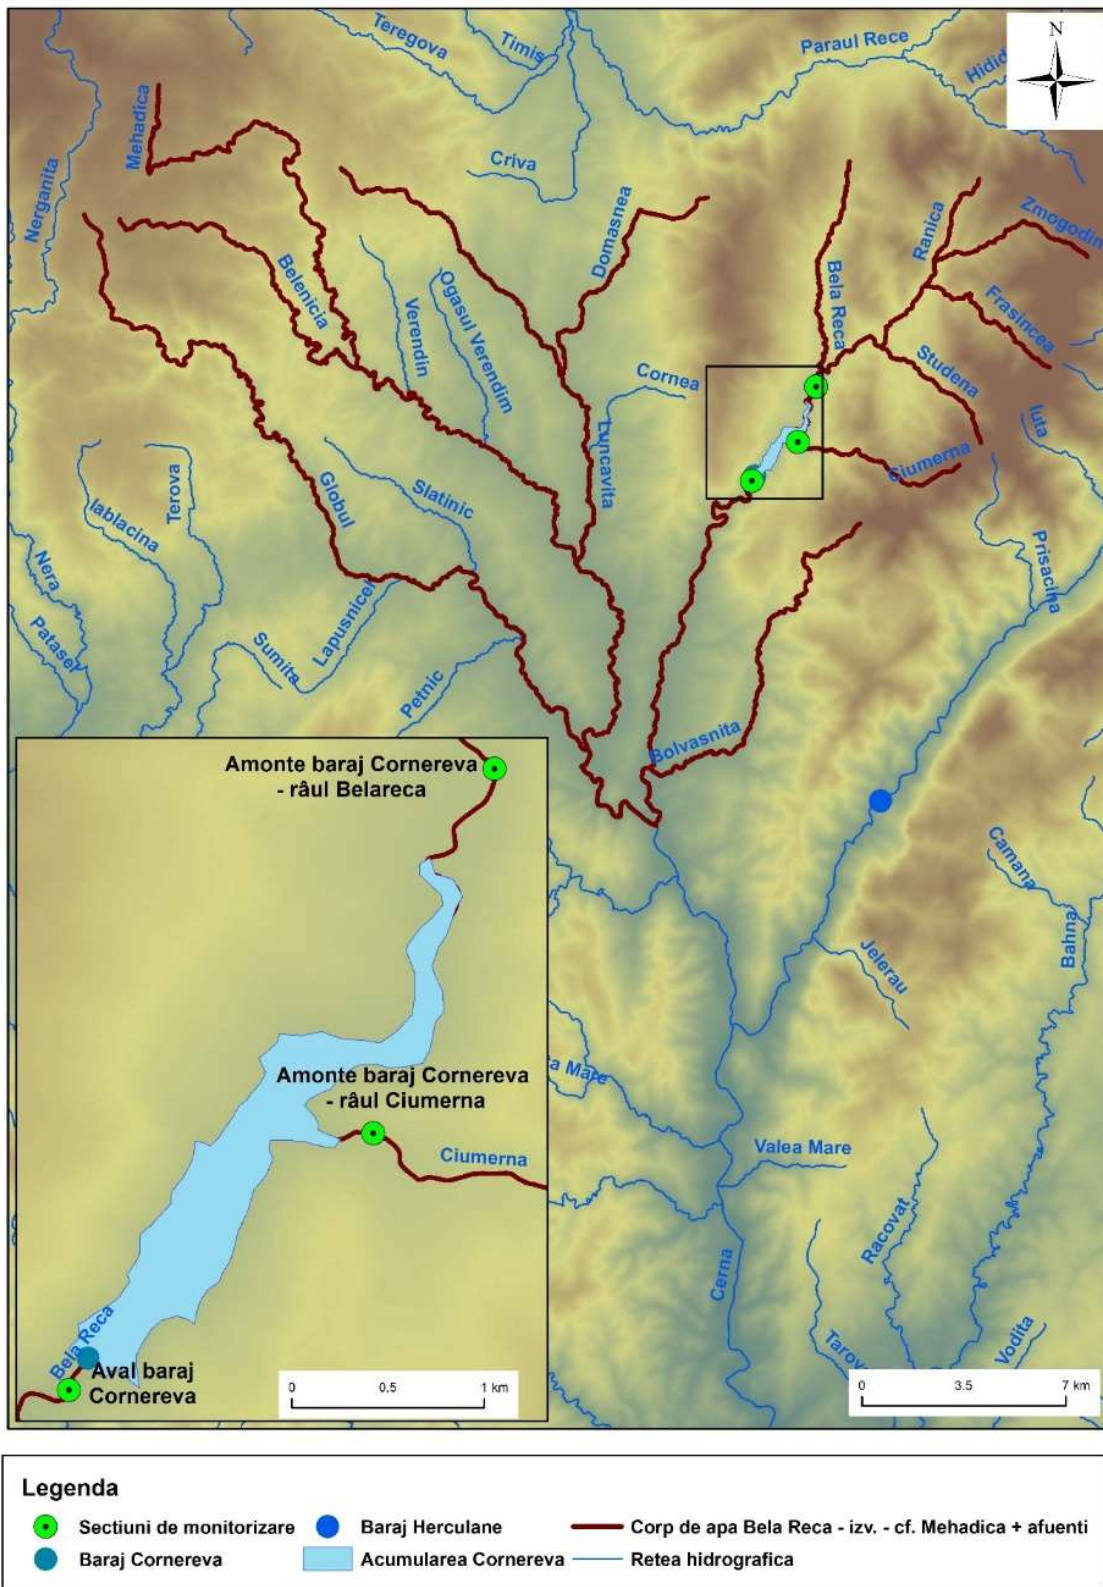 Teregova
Timis
Paraul Rece
N
Mehadica
Criva
Nerganita
Domasnea
Ranica
Zmogodin
Belenicia
Verendin
Ogasul Verendim
Bela Reca
Frasincea
Cornea
Studena
Iuta
Luncavita
Ciumerna
Globul
Slatinic
Terova
Iablacina
Nera
Patasel
Prisacina
Lapusnicel
Sumita
Petnic
Bolvasnita
Amonte baraj Cornereva
- râul Belareca
Camana
Bahna
Jelerau
a Mare
Amonte baraj Cornereva
- râul Ciumerna
Ciumerna
Valea Mare
Racovat
Cerna
Bela Reca
Aval baraj
Cornereva
Tarov
Vodita
0 0.5 1 km
0 3.5 7 km
Legenda
Sectiuni de monitorizare
Baraj Herculane
Corp de apa Bela Reca - izv. - cf. Mehadica + afuenti
Baraj Cornereva
Acumularea Cornereva
Retea hidrografica